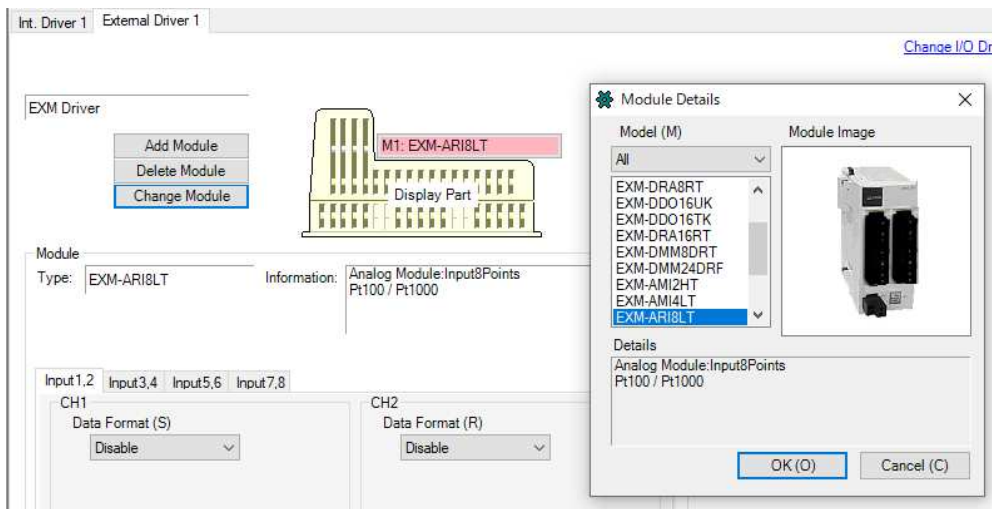 Int. Driver 1
External Driver 1
Change I/O Dr
EXM Driver
Add Module
Delete Module
Change Module
M1: EXM-ARI8LT
Display Part
Module
Type:
EXM-ARI8LT
Information:
Analog Module:Input8Points
Pt100 / Pt1000
Input1,2
Input3,4
Input5,6
Input7,8
CH1
Data Format (S)
Disable
CH2
Data Format (R)
Disable
Module Details
Model (M)
All
EXM-DRA8RT
EXM-DDO16UK
EXM-DDO16TK
EXM-DRA16RT
EXM-DMM8DRT
EXM-DMM24DRF
EXM-AMI2HT
EXM-AMI4LT
EXM-ARI8LT
Module Image
Details
Analog Module:Input8Points
Pt100 / Pt1000
OK (O)
Cancel (C)